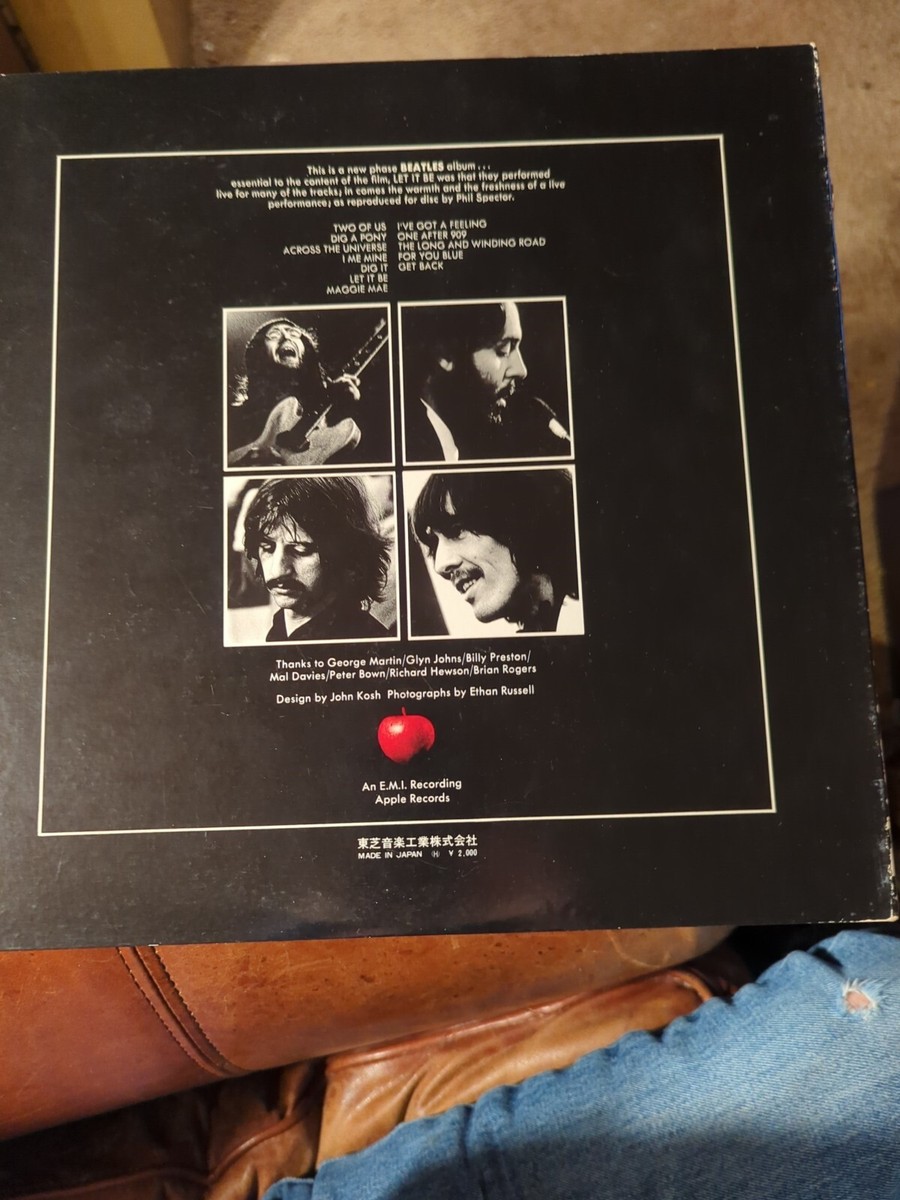 This is a new phase BEATLES album . . .
essential to the content of the film, LET IT BE was that they performed
live for many of the tracks; in comes the warmth and the freshness of a live
performance; as reproduced for disc by Phil Spector.
TWO OF US
DIG A PONY
ACROSS THE UNIVERSE
I ME MINE
DIG IT
LET IT BE
MAGGIE MAE
I'VE GOT A FEELING
ONE AFTER 909
THE LONG AND WINDING ROAD
FOR YOU BLUE
GET BACK
Thanks to George Martin/Glyn Johns/Billy Preston/
Mal Davies/Peter Bown/Richard Hewson/Brian Rogers
Design by John Kosh Photographs by Ethan Russell
An E.M.I. Recording
Apple Records
東芝音楽工業株式会社
MADE IN JAPAN Ⓗ ¥ 2,000